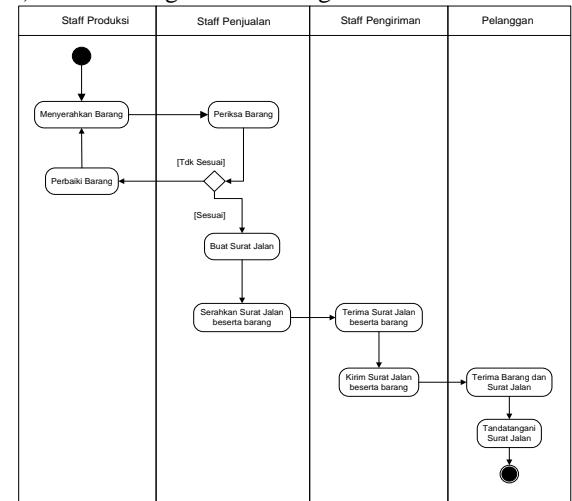 Staff Produksi
Staff Penjualan
Staff Pengiriman
Pelanggan
Menyerahkan Barang
Periksa Barang
[Tdk Sesuai]
Perbaiki Barang
[Sesuai]
Buat Surat Jalan
Serahkan Surat Jalan
beserta barang
Terima Surat Jalan
beserta barang
Kirim Surat Jalan
beserta barang
Terima Barang dan
Surat Jalan
Tandatangani
Surat Jalan